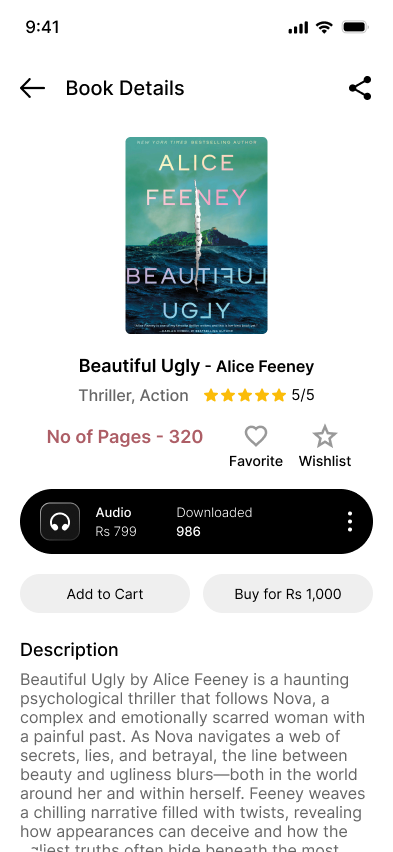 9:41
Book Details
NEW YORK TIMES BESTSELLING AUTHOR
ALICE
FEENEY
BEAUTIFUL
UGLY
Beautiful Ugly - Alice Feeney
Thriller, Action 5/5
No of Pages - 320
Favorite Wishlist
Audio Downloaded
Rs 799 986
Add to Cart Buy for Rs 1,000
Description
Beautiful Ugly by Alice Feeney is a haunting
psychological thriller that follows Nova, a
complex and emotionally scarred woman with
a painful past. As Nova navigates a web of
secrets, lies, and betrayal, the line between
beauty and ugliness blurs—both in the world
around her and within herself. Feeney weaves
a chilling narrative filled with twists, revealing
how appearances can deceive and how the
ugliest truths often hide beneath the most